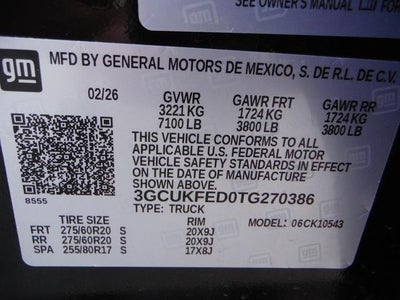 SEE OWNER'S MANUAL
gm
MFD BY GENERAL MOTORS DE MEXICO, S. DE R.L. DE C.V.
02/26 GVWR GAWR FRT GAWR RR
3221 KG 1724 KG 1724 KG
7100 LB 3800 LB 3800 LB
THIS VEHICLE CONFORMS TO ALL
APPLICABLE U.S. FEDERAL MOTOR
VEHICLE SAFETY STANDARDS IN EFFECT
ON THE DATE OF MANUFACTURE
SHOWN ABOVE.
3GCUKFED0TG270386
8555 TYPE: TRUCK MODEL: 06CK10543
TIRE SIZE RIM
FRT 275/60R20 S 20X9J
RR 275/60R20 S 20X9J
SPA 255/80R17 S 17X8J